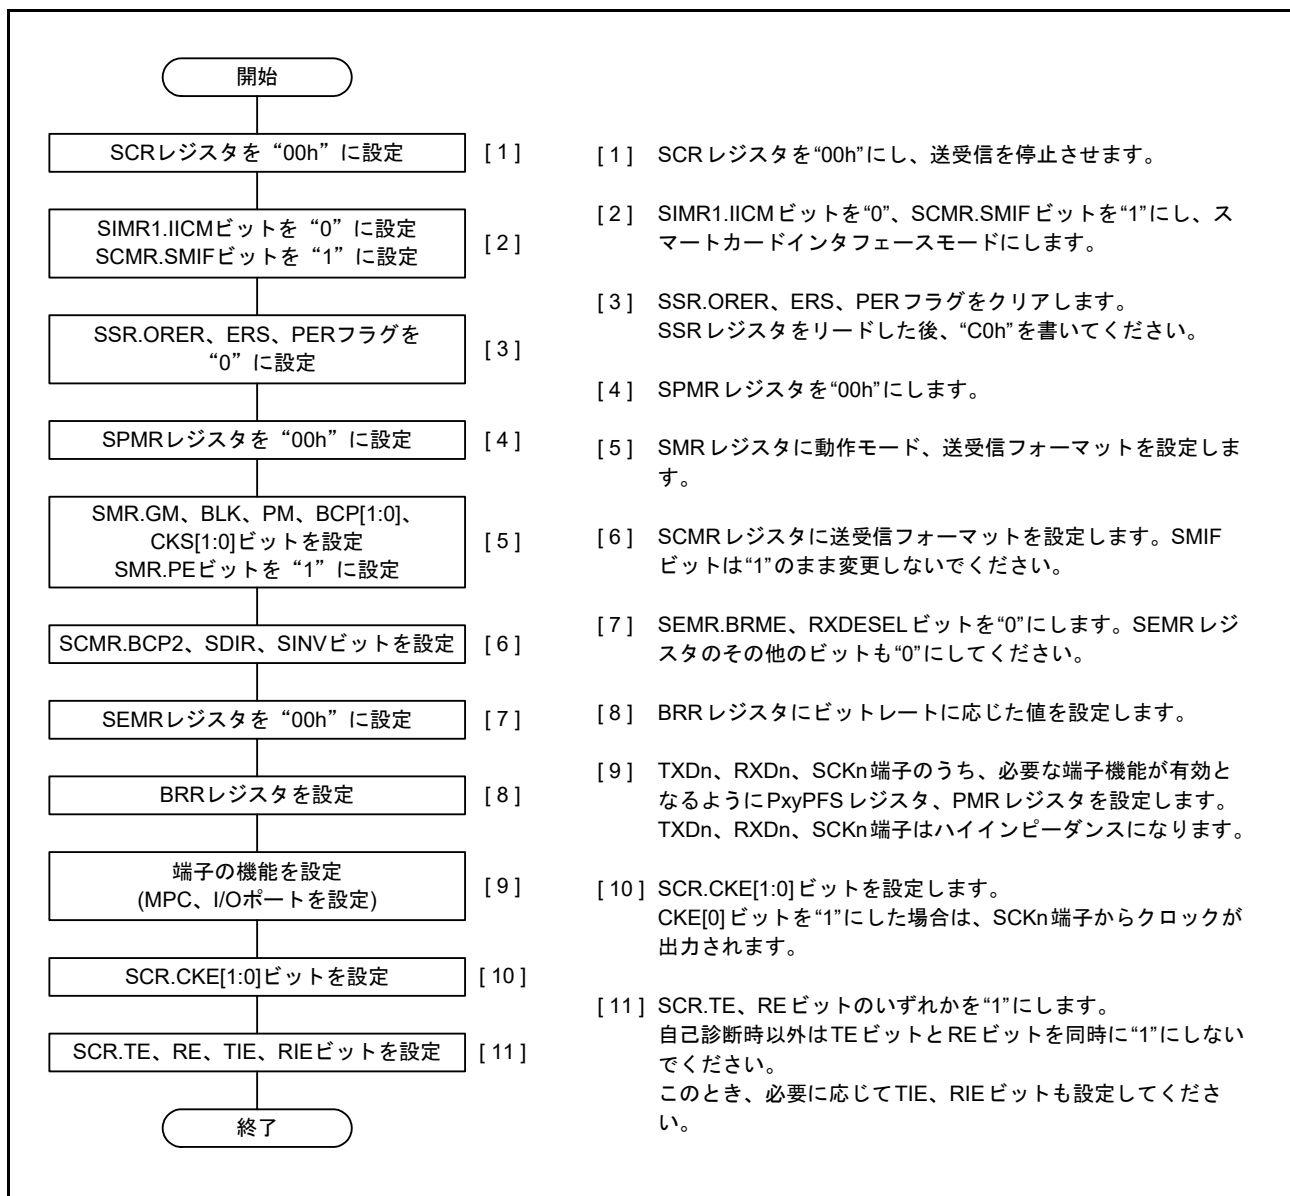 開始
SCRレジスタを“00h”に設定
[ 1 ]
SIMR1.IICMビットを“0”に設定
SCMR.SMIFビットを“1”に設定
[ 2 ]
SSR.ORER、ERS、PERフラグを
“0”に設定
[ 3 ]
SPMRレジスタを“00h”に設定
[ 4 ]
SMR.GM、BLK、PM、BCP[1:0]、
CKS[1:0]ビットを設定
SMR.PEビットを“1”に設定
[ 5 ]
SCMR.BCP2、SDIR、SINVビットを設定
[ 6 ]
SEMRレジスタを“00h”に設定
[ 7 ]
BRRレジスタを設定
[ 8 ]
端子の機能を設定
(MPC、I/Oポートを設定)
[ 9 ]
SCR.CKE[1:0]ビットを設定
[ 10 ]
SCR.TE、RE、TIE、RIEビットを設定
[ 11 ]
終了
[ 1 ] SCRレジスタを“00h”にし、送受信を停止させます。
[ 2 ] SIMR1.IICMビットを“0”、SCMR.SMIFビットを“1”にし、ス
マートカードインタフェースモードにします。
[ 3 ] SSR.ORER、ERS、PERフラグをクリアします。
SSRレジスタをリードした後、“C0h”を書いてください。
[ 4 ] SPMRレジスタを“00h”にします。
[ 5 ] SMRレジスタに動作モード、送受信フォーマットを設定しま
す。
[ 6 ] SCMRレジスタに送受信フォーマットを設定します。SMIF
ビットは“1”のまま変更しないでください。
[ 7 ] SEMR.BRME、RXDESELビットを“0”にします。SEMRレジ
スタのその他のビットも“0”にしてください。
[ 8 ] BRRレジスタにビットレートに応じた値を設定します。
[ 9 ] TXDn、RXDn、SCKn端子のうち、必要な端子機能が有効と
なるようにPxyPFSレジスタ、PMRレジスタを設定します。
TXDn、RXDn、SCKn端子はハイインピーダンスになります。
[ 10 ] SCR.CKE[1:0]ビットを設定します。
CKE[0]ビットを“1”にした場合は、SCKn端子からクロックが
出力されます。
[ 11 ] SCR.TE、REビットのいずれかを“1”にします。
自己診断時以外はTEビットとREビットを同時に“1”にしない
でください。
このとき、必要に応じてTIE、RIEビットも設定してくださ
い。